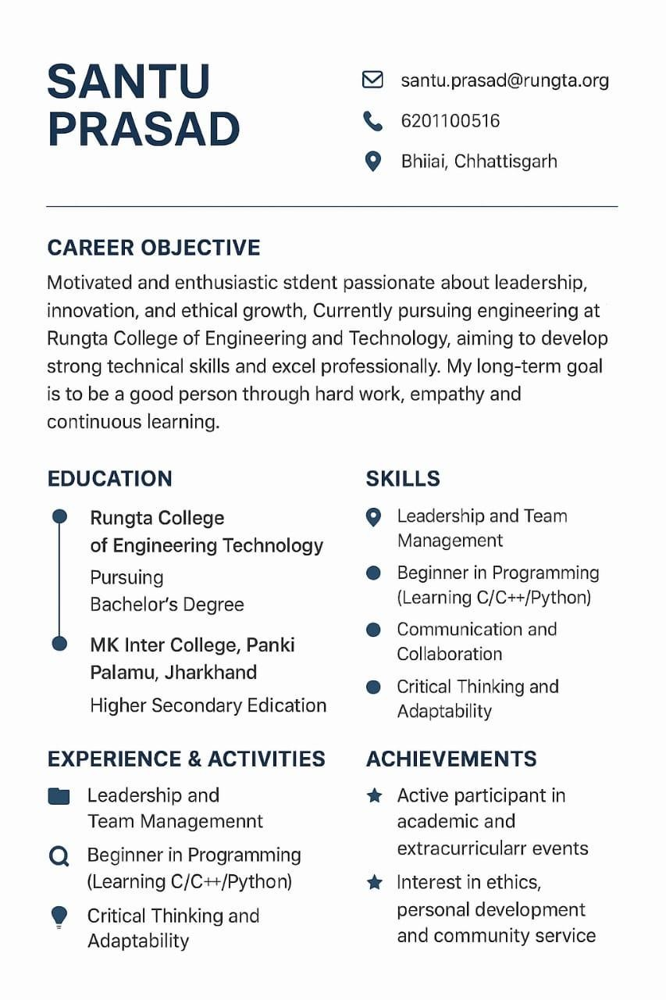 SANTU
PRASAD
santu.prasad@rungta.org
6201100516
Bhiiai, Chhattisgarh
CAREER OBJECTIVE
Motivated and enthusiastic stdent passionate about leadership,
innovation, and ethical growth, Currently pursuing engineering at
Rungta College of Engineering and Technology, aiming to develop
strong technical skills and excel professionally. My long-term goal
is to be a good person through hard work, empathy and
continuous learning.
EDUCATION
Rungta College
of Engineering Technology
Pursuing
Bachelor's Degree
MK Inter College, Panki
Palamu, Jharkhand
Higher Secondary Edication
SKILLS
Leadership and Team
Management
Beginner in Programming
(Learning C/C++/Python)
Communication and
Collaboration
Critical Thinking and
Adaptability
EXPERIENCE & ACTIVITIES
Leadership and
Team Managemennt
Beginner in Programming
(Learning C/C++/Python)
Critical Thinking and
Adaptability
ACHIEVEMENTS
Active participant in
academic and
extracurricularr events
Interest in ethics,
personal development
and community service